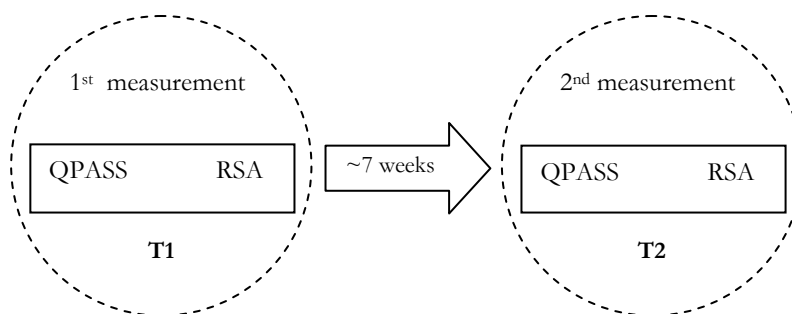 1st measurement
QPASS RSA
T1
~7 weeks
2nd measurement
QPASS RSA
T2